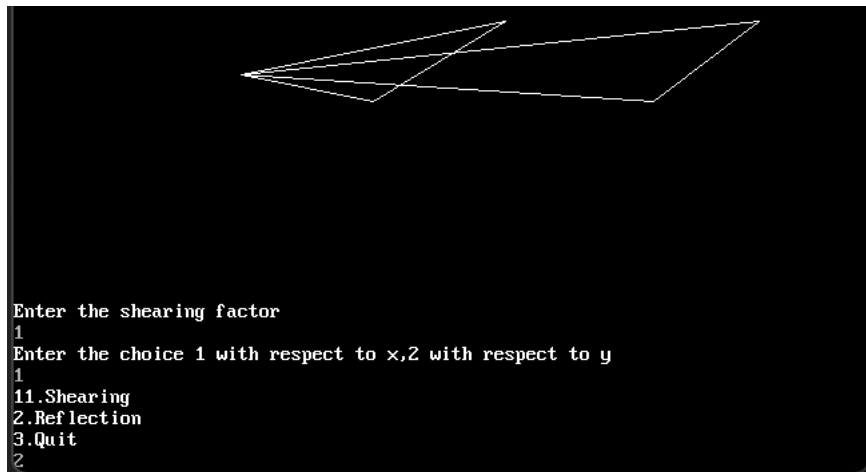 Enter the shearing factor
1
Enter the choice 1 with respect to x,2 with respect to y
1
11.Shearing
2.Reflection
3.Quit
2